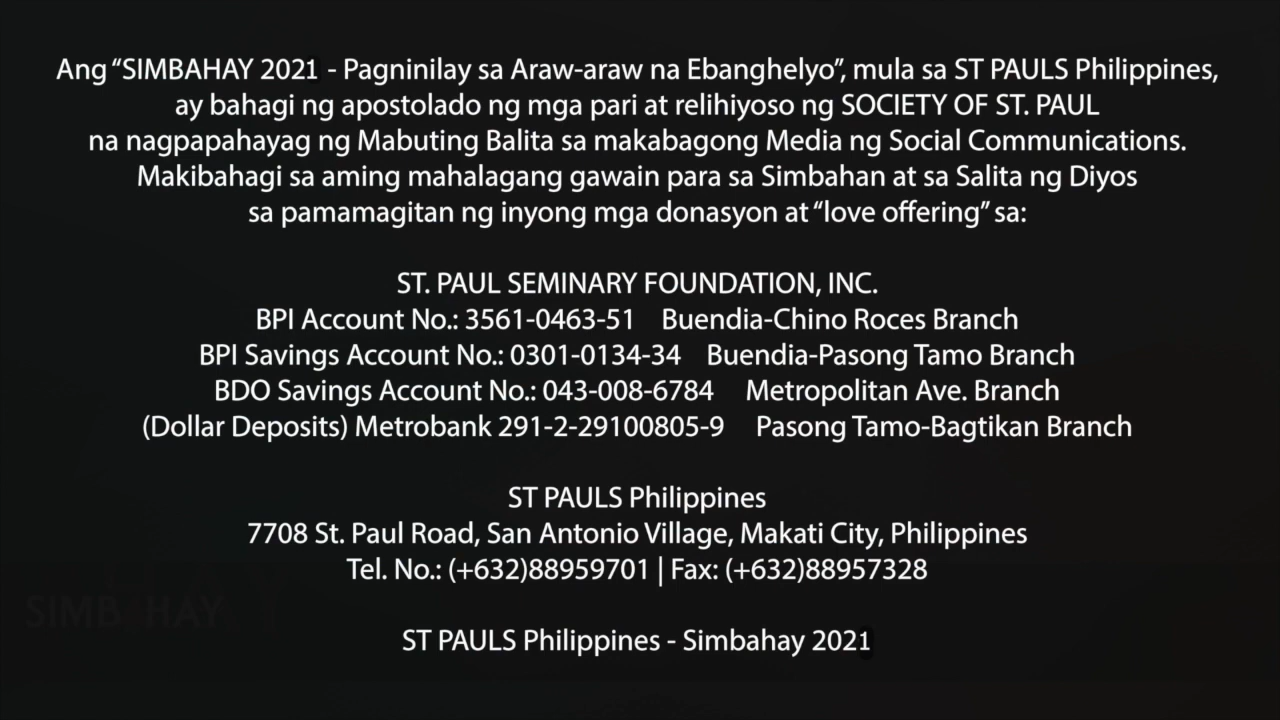 Ang “SIMBAHAY 2021 - Pagninilay sa Araw-araw na Ebanghelyo”, mula sa ST PAULS Philippines,
ay bahagi ng apostolado ng mga pari at relihiyoso ng SOCIETY OF ST. PAUL
na nagpapahayag ng Mabuting Balita sa makabagong Media ng Social Communications.
Makibahagi sa aming mahalagang gawain para sa Simbahan at sa Salita ng Diyos
sa pamamagitan ng inyong mga donasyon at “love offering” sa:
ST. PAUL SEMINARY FOUNDATION, INC.
BPI Account No.: 3561-0463-51 Buendia-Chino Roces Branch
BPI Savings Account No.: 0301-0134-34 Buendia-Pasong Tamo Branch
BDO Savings Account No.: 043-008-6784 Metropolitan Ave. Branch
(Dollar Deposits) Metrobank 291-2-29100805-9 Pasong Tamo-Bagtikan Branch
ST PAULS Philippines
7708 St. Paul Road, San Antonio Village, Makati City, Philippines
Tel. No.: (+632)88959701 | Fax: (+632)88957328
SIMBAHAY
ST PAULS Philippines - Simbahay 2021